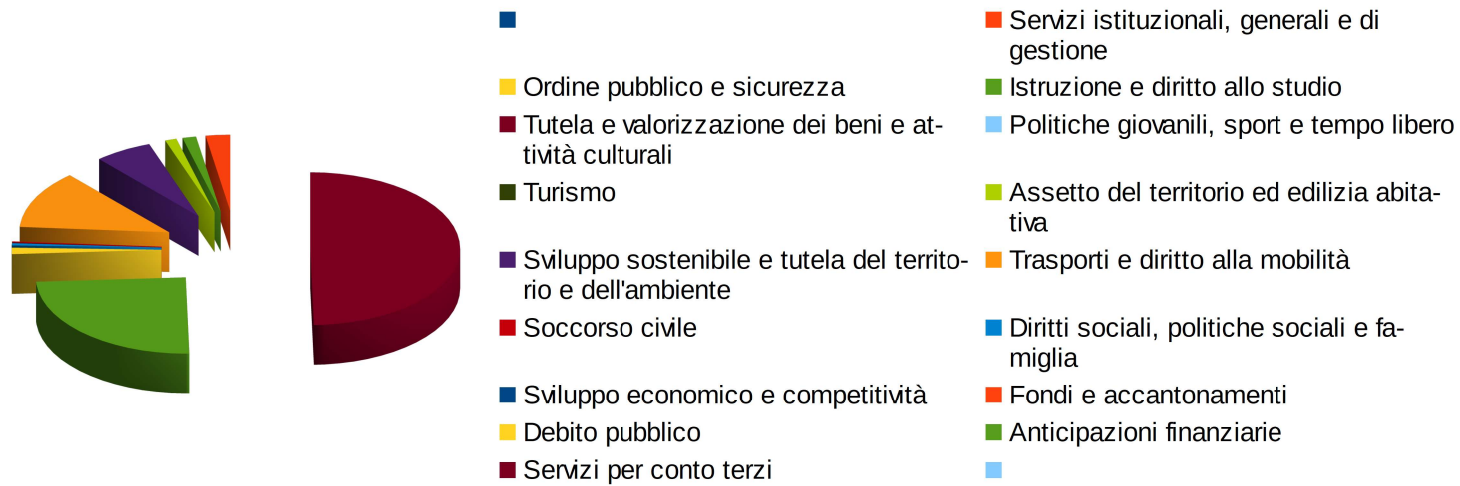 Servizi istituzionali, generali e di
gestione
Ordine pubblico e sicurezza
Istruzione e diritto allo studio
Tutela e valorizzazione dei beni e at-
tività culturali
Politiche giovanili, sport e tempo libero
Turismo
Assetto del territorio ed edilizia abita-
tiva
Sviluppo sostenibile e tutela del territo-
rio e dell'ambiente
Trasporti e diritto alla mobilità
Soccorso civile
Diritti sociali, politiche sociali e fa-
miglia
Sviluppo economico e competitività
Fondi e accantonamenti
Debito pubblico
Anticipazioni finanziarie
Servizi per conto terzi